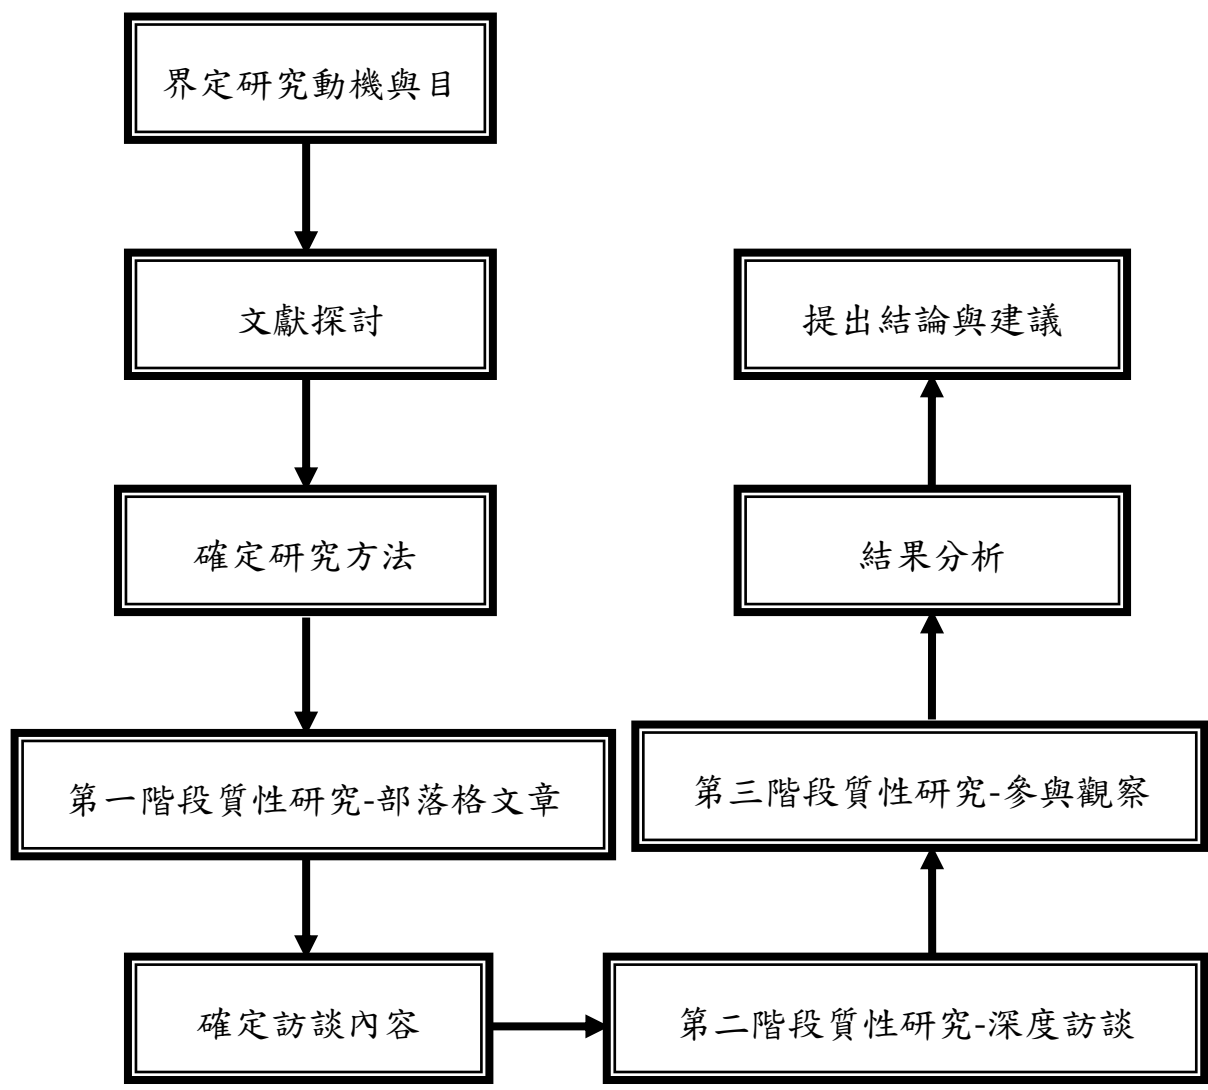 界定研究動機與目
文獻探討
確定研究方法
第一階段質性研究-部落格文章
確定訪談內容
第二階段質性研究-深度訪談
第三階段質性研究-參與觀察
結果分析
提出結論與建議